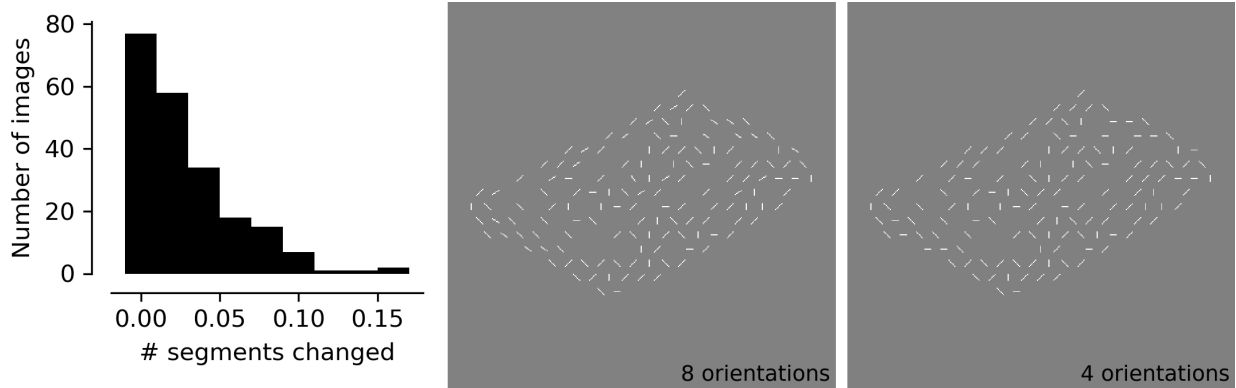 80
60
40
20
0
Number of images
0.00 0.05 0.10 0.15
# segments changed
8 orientations
4 orientations